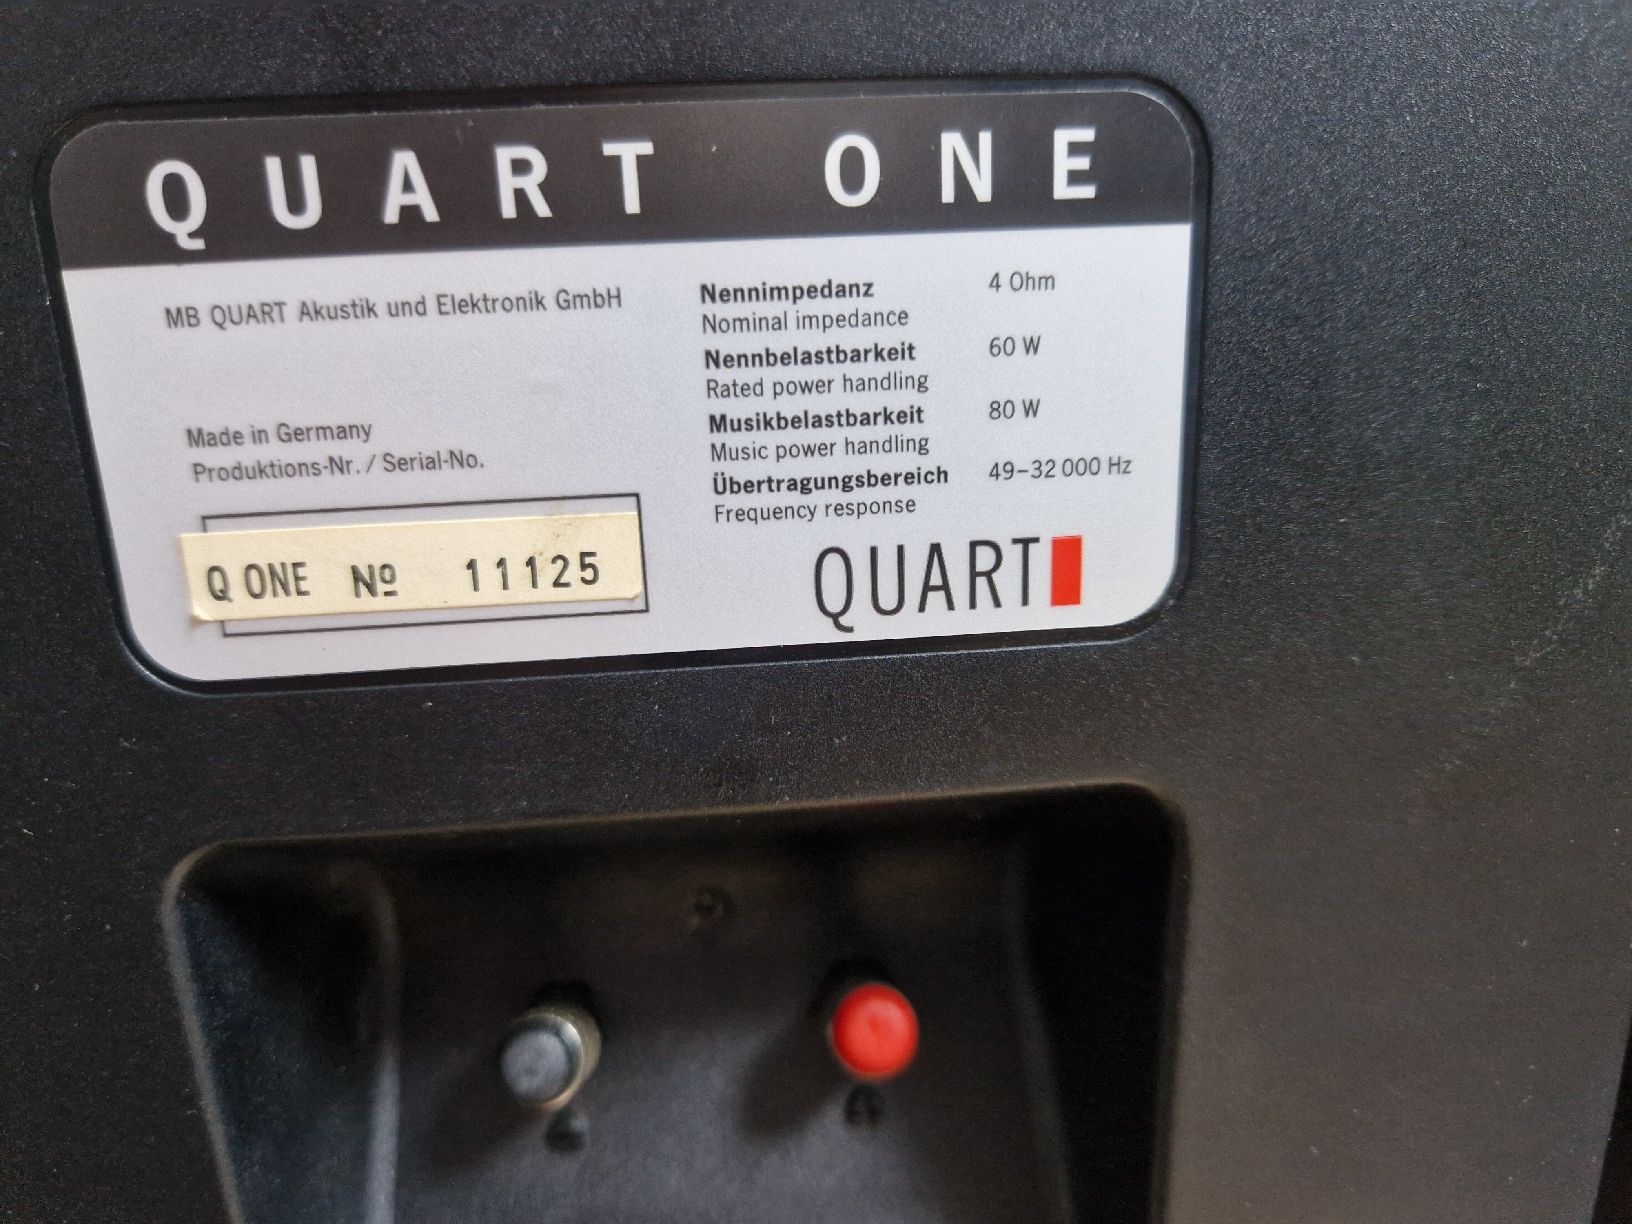 QUART ONE
MB QUART Akustik und Elektronik GmbH
Made in Germany
Produktions-Nr. / Serial-No.
Q ONE Nº 11125
Nennimpedanz 4 Ohm
Nominal impedance
Nennbelastbarkeit 60 W
Rated power handling
Musikbelastbarkeit 80 W
Music power handling
Übertragungsbereich 49–32 000 Hz
Frequency response
QUART